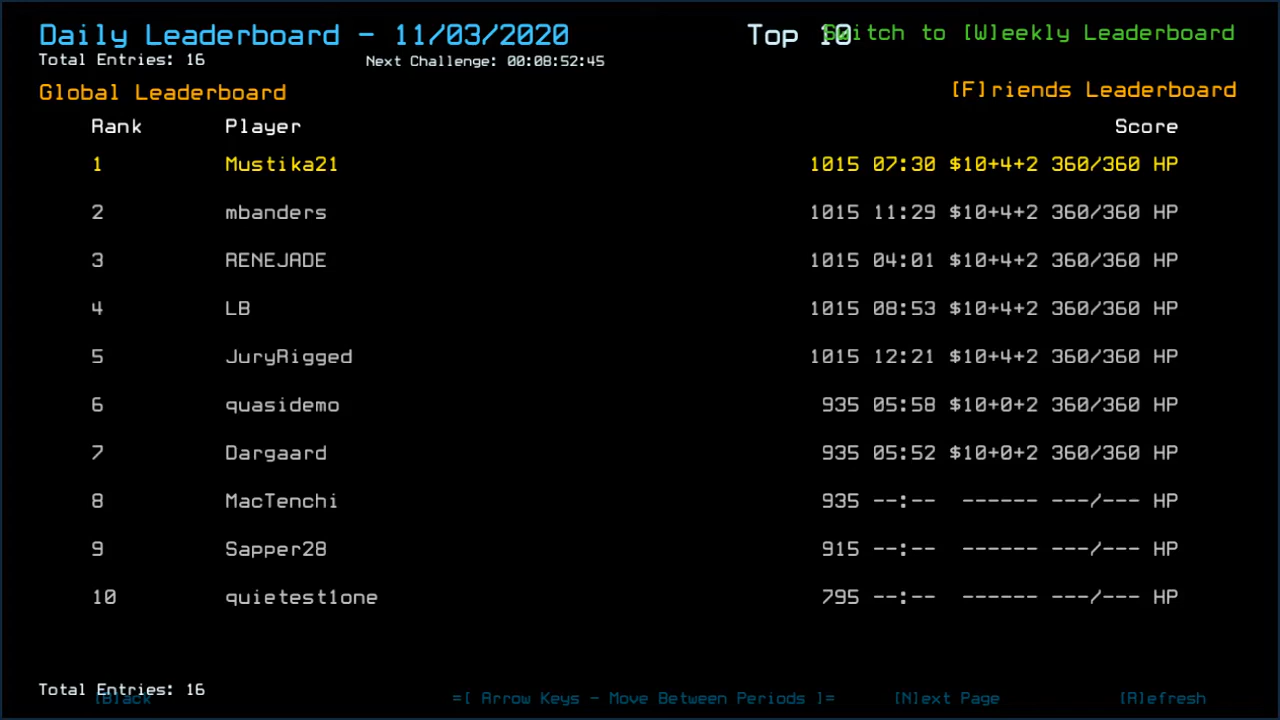 Daily Leaderboard - 11/03/2020 Top 10 Switch to [W]eekly Leaderboard
Total Entries: 16 Next Challenge: 00:08:52:45
Global Leaderboard [F]riends Leaderboard
Rank Player Score
1 Mustika21 1015 07:30 $10+4+2 360/360 HP
2 mbanders 1015 11:29 $10+4+2 360/360 HP
3 RENEJADE 1015 04:01 $10+4+2 360/360 HP
4 LB 1015 08:53 $10+4+2 360/360 HP
5 JuryRigged 1015 12:21 $10+4+2 360/360 HP
6 quasidemo 935 05:58 $10+0+2 360/360 HP
7 Dargaard 935 05:52 $10+0+2 360/360 HP
8 MacTenchi 935 --:-- ------ ---/--- HP
9 Sapper28 915 --:-- ------ ---/--- HP
10 quietest1one 795 --:-- ------ ---/--- HP
Total Entries: 16
[B]ack =[ Arrow Keys - Move Between Periods ]= [N]ext Page [R]efresh